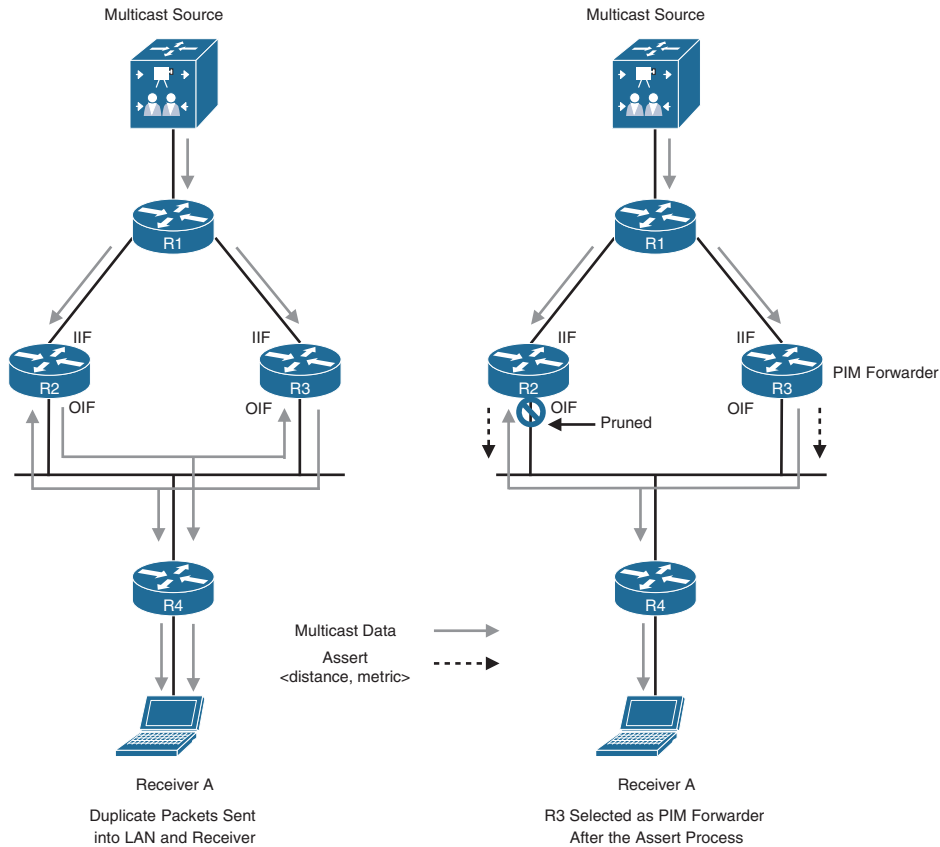 Multicast Source
R1
IIF
IIF
R2
R3
OIF
OIF
R4
Receiver A
Duplicate Packets Sent
into LAN and Receiver
Multicast Data
Assert
<distance, metric>
Multicast Source
R1
IIF
IIF
R2
R3
PIM Forwarder
OIF
OIF
Pruned
R4
Receiver A
R3 Selected as PIM Forwarder
After the Assert Process